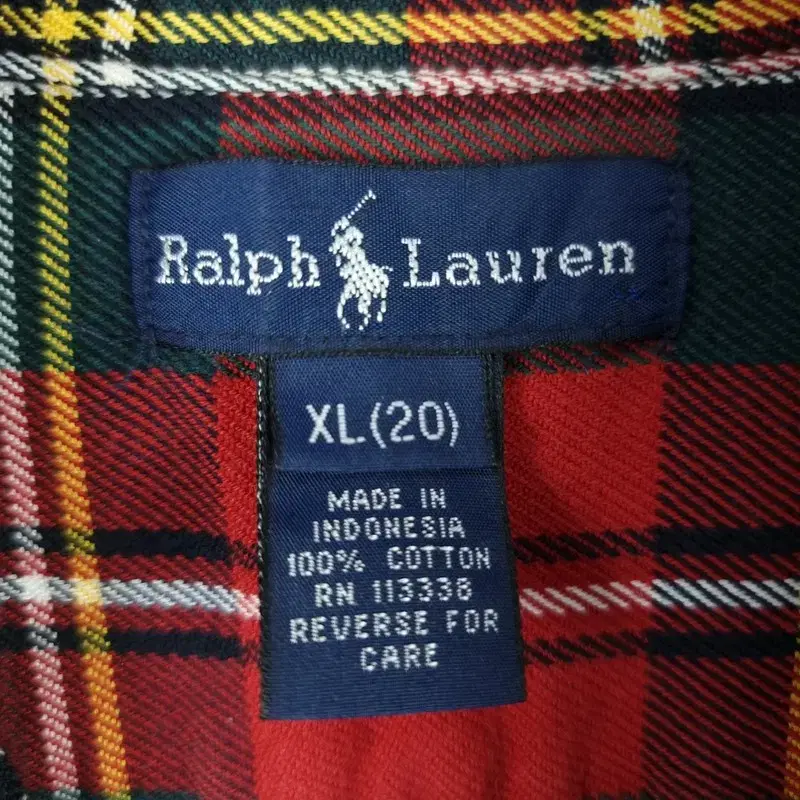 Ralph Lauren
XL(20)
MADE IN
INDONESIA
100% COTTON
RN 113338
REVERSE FOR
CARE